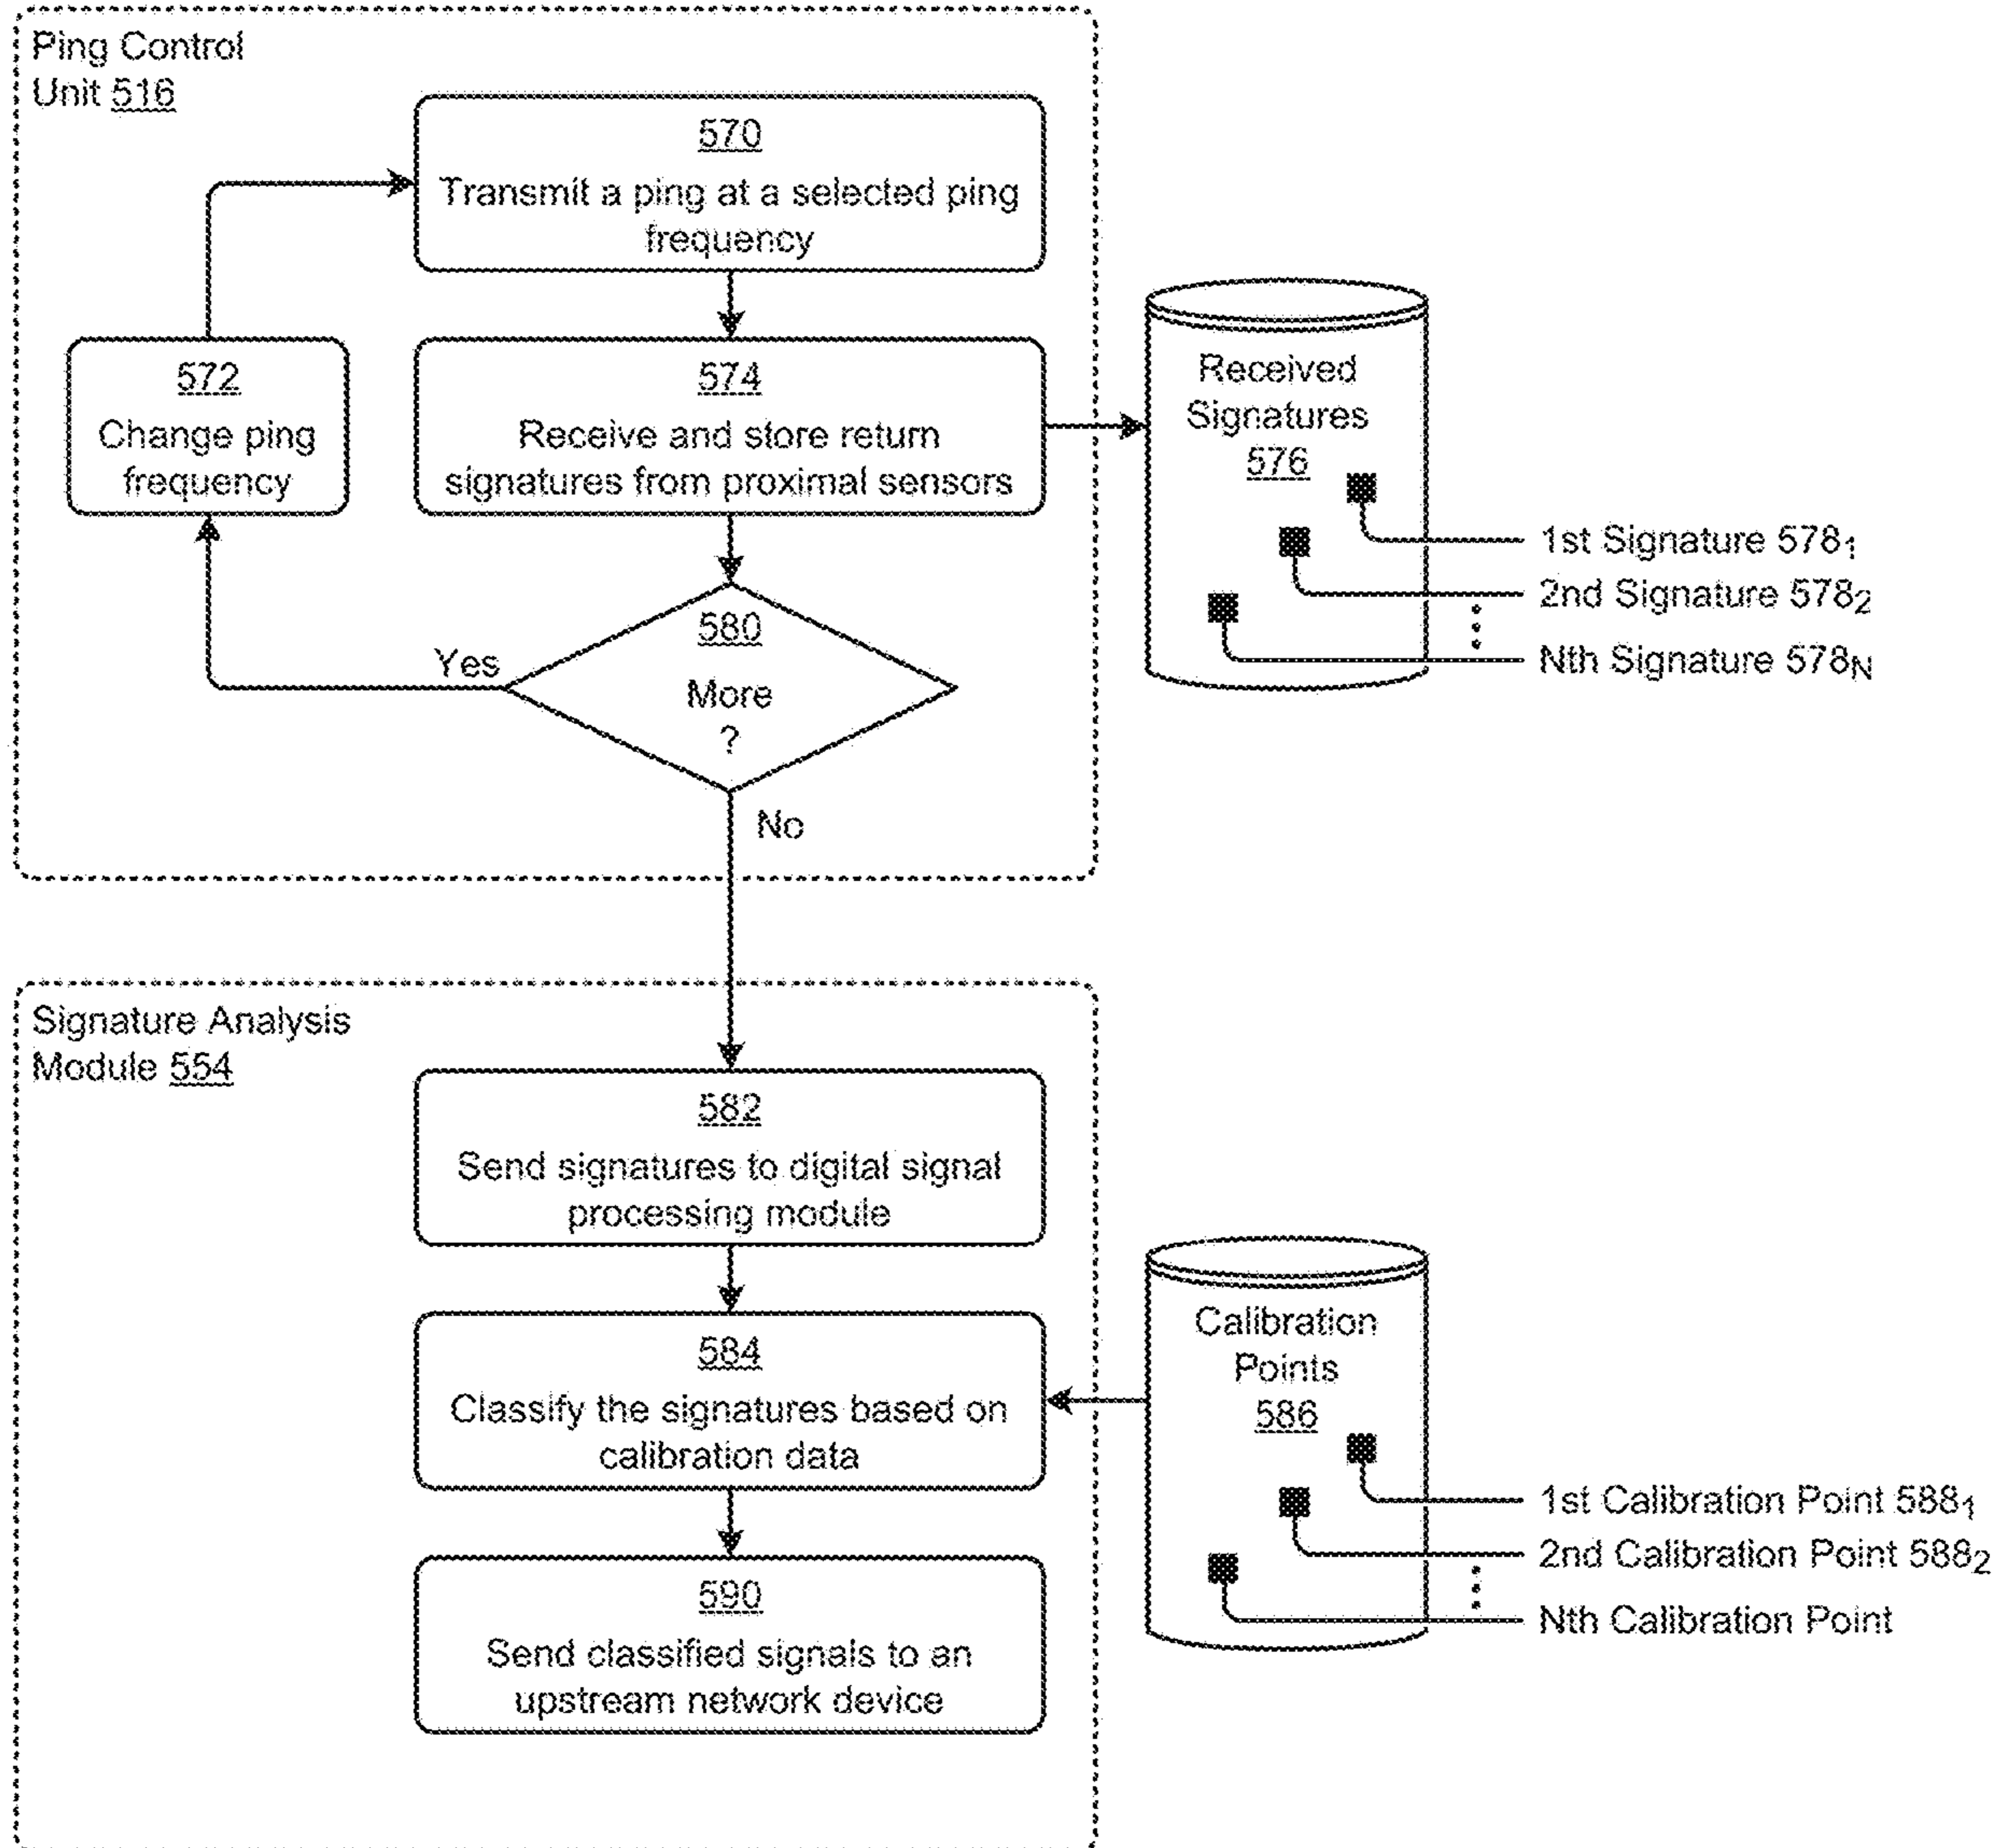 Ping Control
Unit 516
570
Transmit a ping at a selected ping
frequency
572
Change ping
frequency
574
Receive and store return
signatures from proximal sensors
Received
Signatures
576
1st Signature 578₁
2nd Signature 578₂
Nth Signature 578N
580
More
?
Yes
No
Signature Analysis
Module 554
582
Send signatures to digital signal
processing module
584
Classify the signatures based on
calibration data
Calibration
Points
586
1st Calibration Point 588₁
2nd Calibration Point 588₂
Nth Calibration Point
590
Send classified signals to an
upstream network device